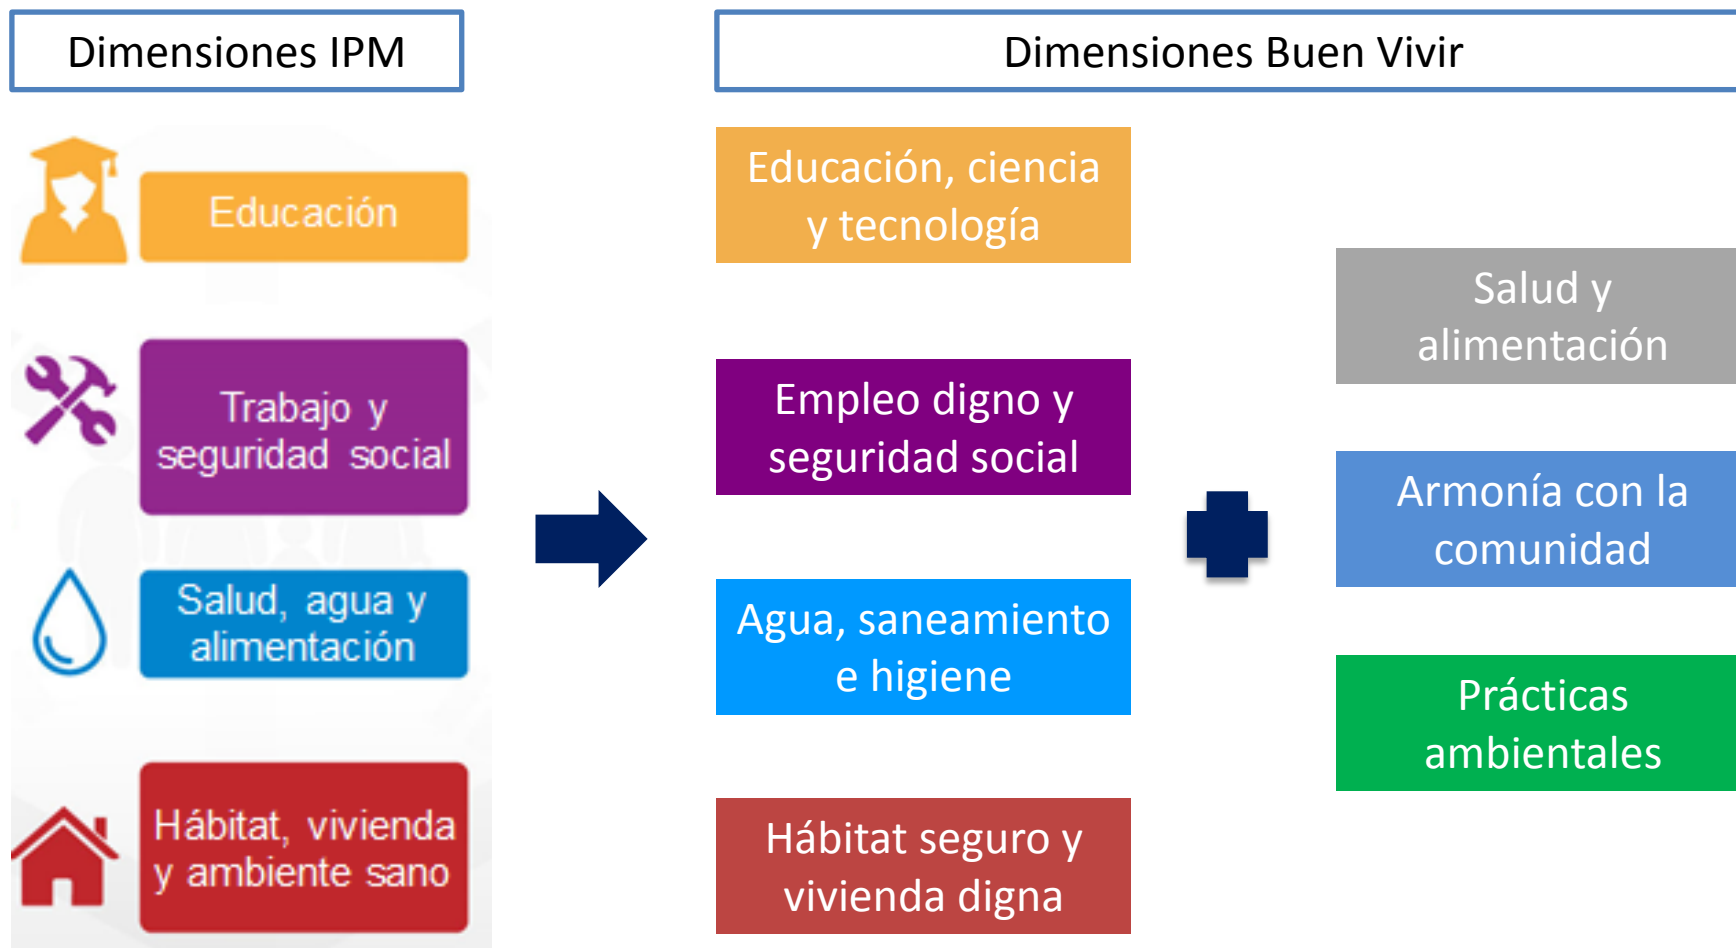 Dimensiones IPM
Dimensiones Buen Vivir
Educación
Trabajo y
seguridad social
Salud, agua y
alimentación
Hábitat, vivienda
y ambiente sano
Educación, ciencia
y tecnología
Empleo digno y
seguridad social
Agua, saneamiento
e higiene
Hábitat seguro y
vivienda digna
Salud y
alimentación
Armonía con la
comunidad
Prácticas
ambientales